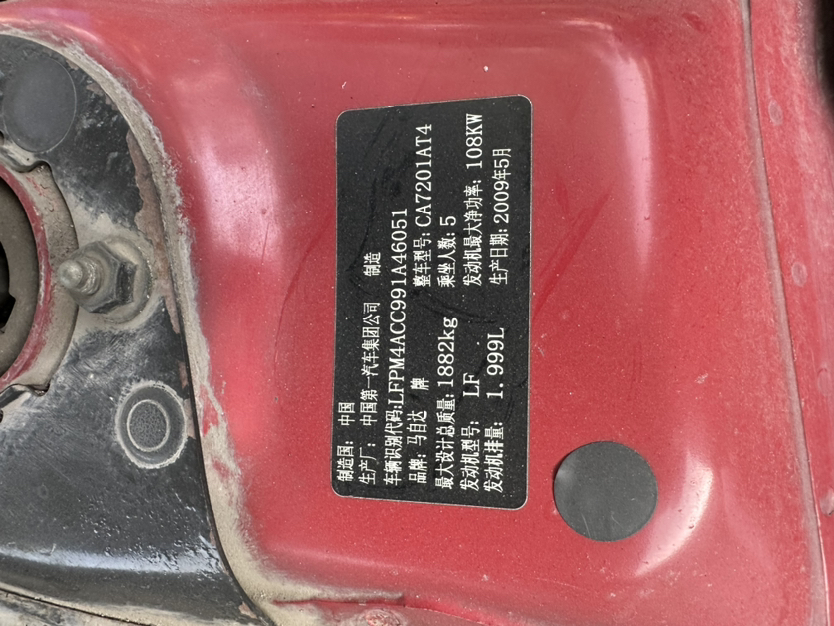 制造国： 中国
生产厂： 中国第一汽车集团公司 制造
车辆识别代码:LFPM4ACC991A46051
品牌: 马自达 牌 整车型号: CA7201AT4
最大设计总质量: 1882kg 乘坐人数: 5
发动机型号: LF 发动机最大净功率: 108KW
发动机排量: 1.999L 生产日期: 2009年5月